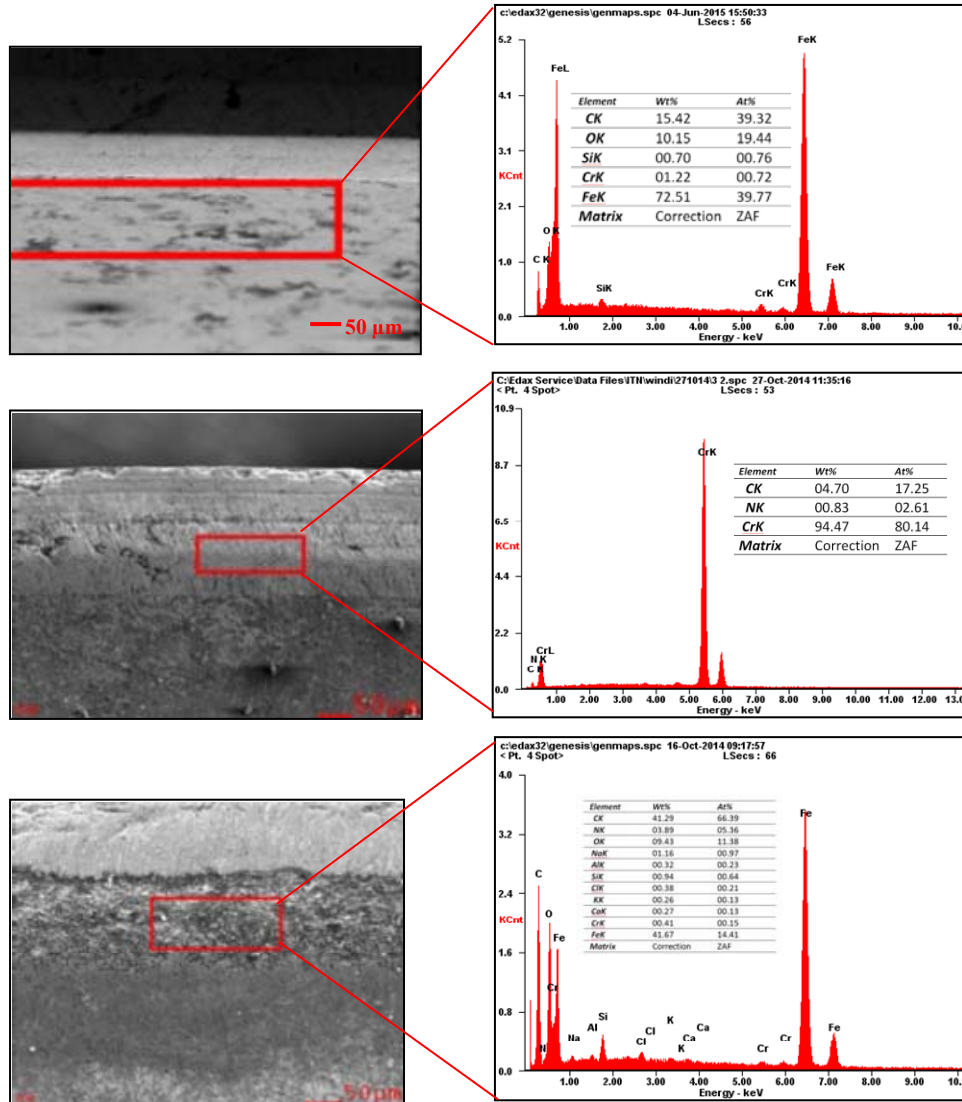 c:\edax32\genesis\genmaps.spc 04-Jun-2015 15:50:33
LSecs : 56
5.2
4.1
3.1
KCnt
2.1
1.0
0.0
FeL
FeK
O K
C K
SiK
CrK
CrK
FeK
Element Wt% At%
CK 15.42 39.32
OK 10.15 19.44
SiK 00.70 00.76
CrK 01.22 00.72
FeK 72.51 39.77
Matrix Correction ZAF
1.00 2.00 3.00 4.00 5.00 6.00 7.00 8.00 9.00 10.0
Energy - keV
50 µm
C:\Edax Service\Data Files\ITN\windi\271014\3 2.spc 27-Oct-2014 11:35:16
< Pt. 4 Spot> LSecs : 53
10.9
8.7
6.5
KCnt
4.4
2.2
0.0
CrK
CrL
N K
C K
Element Wt% At%
CK 04.70 17.25
NK 00.83 02.61
CrK 94.47 80.14
Matrix Correction ZAF
1.00 2.00 3.00 4.00 5.00 6.00 7.00 8.00 9.00 10.00 11.00 12.00 13.0
Energy - keV
50µm
c:\edax32\genesis\genmaps.spc 16-Oct-2014 09:17:57
< Pt. 4 Spot> LSecs : 66
4.0
3.2
2.4
KCnt
1.6
0.8
0.0
C
O
Fe
Cr
N
Na
Al
Si
Cl
Cl
K
K
Ca
Ca
Cr
Cr
Fe
Fe
Element Wt% At%
CK 41.29 66.39
NK 03.89 05.36
OK 09.43 11.38
NaK 01.16 00.97
AlK 00.32 00.23
SiK 00.94 00.64
ClK 00.38 00.21
KK 00.26 00.13
CaK 00.27 00.13
CrK 00.41 00.15
FeK 41.67 14.41
Matrix Correction ZAF
1.00 2.00 3.00 4.00 5.00 6.00 7.00 8.00 9.00 10.0
Energy - keV
50µm